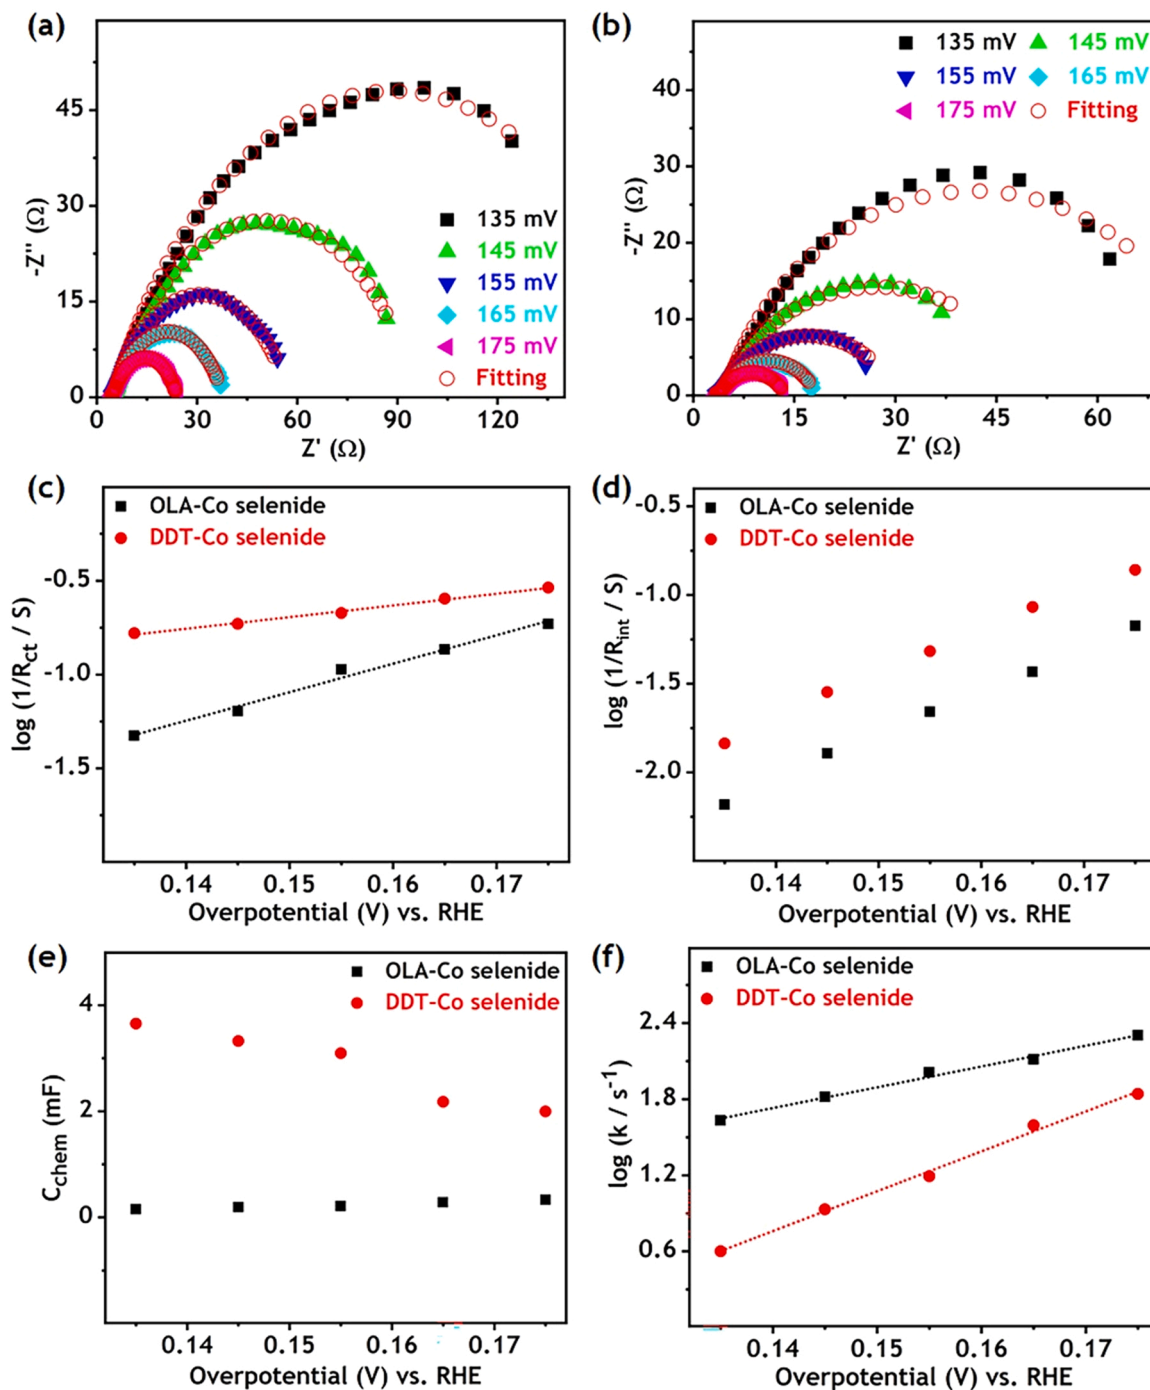 (a)
-Z'' (Ω)
45
30
15
0
135 mV
145 mV
155 mV
165 mV
175 mV
Fitting
0 30 60 90 120
Z' (Ω)
(b)
135 mV 145 mV
155 mV 165 mV
175 mV Fitting
-Z'' (Ω)
40
30
20
10
0
15 30 45 60
Z' (Ω)
(c)
OLA-Co selenide
DDT-Co selenide
log (1/Rct / S)
-0.5
-1.0
-1.5
0.14 0.15 0.16 0.17
Overpotential (V) vs. RHE
(d)
OLA-Co selenide
DDT-Co selenide
log (1/Rint / S)
-0.5
-1.0
-1.5
-2.0
0.14 0.15 0.16 0.17
Overpotential (V) vs. RHE
(e)
OLA-Co selenide
DDT-Co selenide
Cchem (mF)
4
2
0
0.14 0.15 0.16 0.17
Overpotential (V) vs. RHE
(f)
OLA-Co selenide
DDT-Co selenide
log (k / s⁻¹)
2.4
1.8
1.2
0.6
0.14 0.15 0.16 0.17
Overpotential (V) vs. RHE